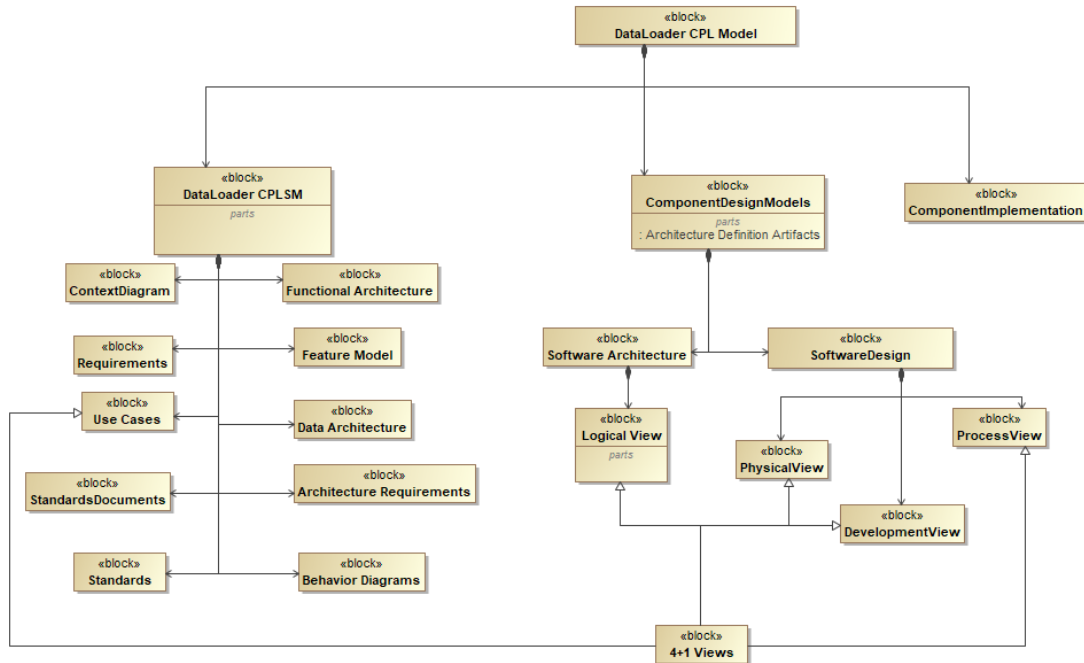 «block»
DataLoader CPL Model
«block»
DataLoader CPLSM
parts
«block»
ComponentDesignModels
parts
: Architecture Definition Artifacts
«block»
ComponentImplementation
«block»
ContextDiagram
«block»
Functional Architecture
«block»
Requirements
«block»
Feature Model
«block»
Software Architecture
«block»
SoftwareDesign
«block»
Use Cases
«block»
Data Architecture
«block»
Logical View
parts
«block»
PhysicalView
«block»
ProcessView
«block»
StandardsDocuments
«block»
Architecture Requirements
«block»
DevelopmentView
«block»
Standards
«block»
Behavior Diagrams
«block»
4+1 Views